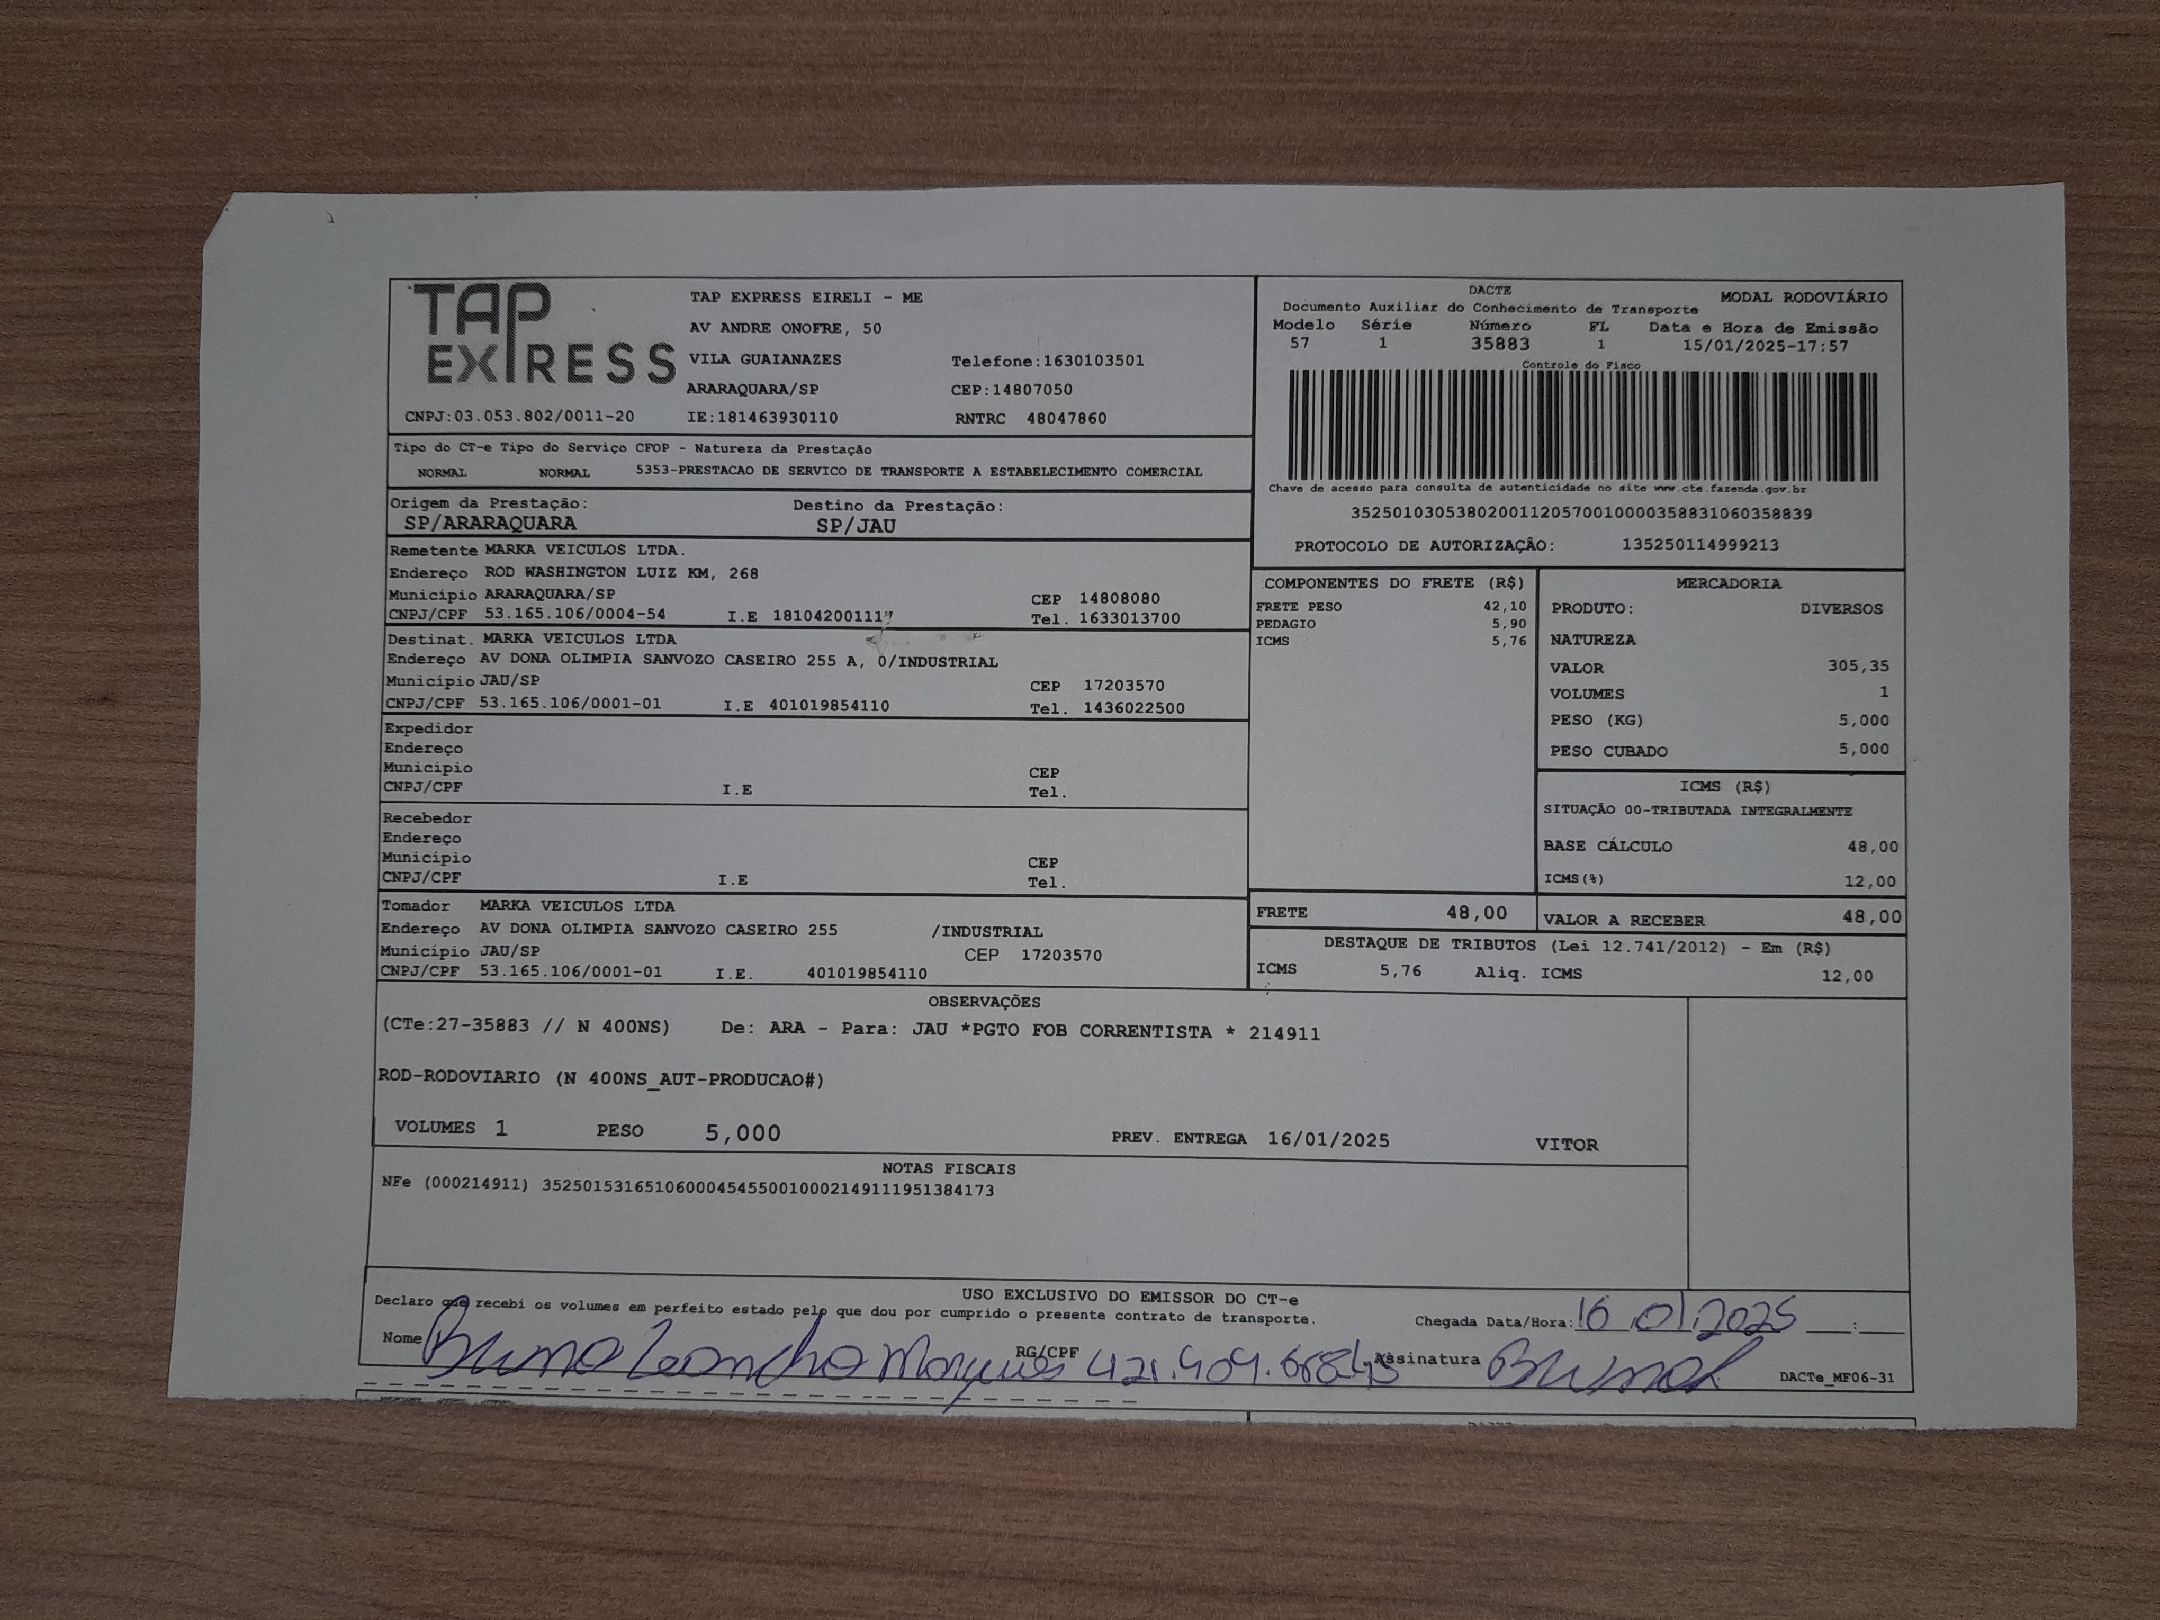 TAP
EXPRESS
TAP EXPRESS EIRELI - ME
AV ANDRE ONOFRE, 50
VILA GUAIANAZES Telefone:1630103501
ARARAQUARA/SP CEP:14807050
CNPJ:03.053.802/0011-20 IE:181463930110 RNTRC 48047860
DACTE
Documento Auxiliar do Conhecimento de Transporte MODAL RODOVIÁRIO
Modelo Série Número FL Data e Hora de Emissão
57 1 35883 1 15/01/2025-17:57
Controle do Fisco
Chave de acesso para consulta de autenticidade no site www.cte.fazenda.gov.br
35250103053802001120570010000358831060358839
PROTOCOLO DE AUTORIZAÇÃO: 135250114999213
Tipo do CT-e Tipo do Serviço CFOP - Natureza da Prestação
NORMAL NORMAL 5353-PRESTACAO DE SERVICO DE TRANSPORTE A ESTABELECIMENTO COMERCIAL
Origem da Prestação: Destino da Prestação:
SP/ARARAQUARA SP/JAU
Remetente MARKA VEICULOS LTDA.
Endereço ROD WASHINGTON LUIZ KM, 268
Município ARARAQUARA/SP CEP 14808080
CNPJ/CPF 53.165.106/0004-54 I.E 181042001117 Tel. 1633013700
Destinat. MARKA VEICULOS LTDA
Endereço AV DONA OLIMPIA SANVOZO CASEIRO 255 A, 0/INDUSTRIAL
Município JAU/SP CEP 17203570
CNPJ/CPF 53.165.106/0001-01 I.E 401019854110 Tel. 1436022500
Expedidor
Endereço
Município CEP
CNPJ/CPF I.E Tel.
Recebedor
Endereço
Município CEP
CNPJ/CPF I.E Tel.
Tomador MARKA VEICULOS LTDA
Endereço AV DONA OLIMPIA SANVOZO CASEIRO 255 /INDUSTRIAL
Município JAU/SP CEP 17203570
CNPJ/CPF 53.165.106/0001-01 I.E. 401019854110
COMPONENTES DO FRETE (R$)
FRETE PESO 42,10
PEDAGIO 5,90
ICMS 5,76
MERCADORIA
PRODUTO: DIVERSOS
NATUREZA
VALOR 305,35
VOLUMES 1
PESO (KG) 5,000
PESO CUBADO 5,000
ICMS (R$)
SITUAÇÃO 00-TRIBUTADA INTEGRALMENTE
BASE CÁLCULO 48,00
ICMS(%) 12,00
FRETE 48,00 VALOR A RECEBER 48,00
DESTAQUE DE TRIBUTOS (Lei 12.741/2012) - Em (R$)
ICMS 5,76 Aliq. ICMS 12,00
OBSERVAÇÕES
(CTe:27-35883 // N 400NS) De: ARA - Para: JAU *PGTO FOB CORRENTISTA * 214911
ROD-RODOVIARIO (N 400NS_AUT-PRODUCAO#)
VOLUMES 1 PESO 5,000 PREV. ENTREGA 16/01/2025 VITOR
NOTAS FISCAIS
NFe (000214911) 35250153165106000454550010002149111951384173
USO EXCLUSIVO DO EMISSOR DO CT-e
Declaro que recebi os volumes em perfeito estado pelo que dou por cumprido o presente contrato de transporte. Chegada Data/Hora: 16 01 2025 :
Nome Bruno Leoncho Marques RG/CPF 421.909. Assinatura Bruno
DACTe_MF06-31